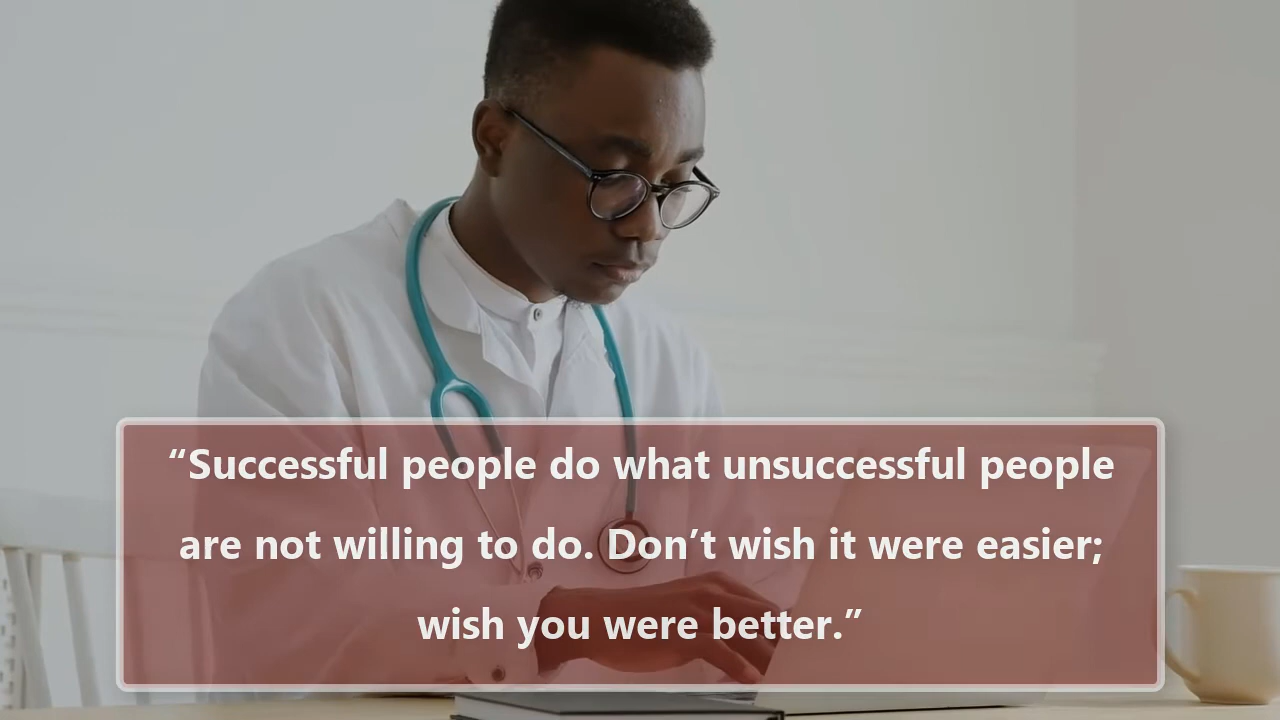 “Successful people do what unsuccessful people
are not willing to do. Don’t wish it were easier;
wish you were better.”